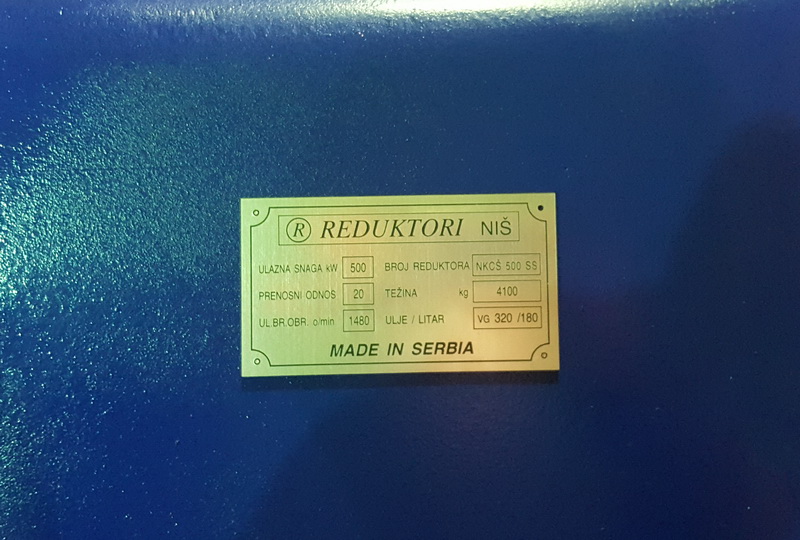 ® REDUKTORI NIŠ
ULAZNA SNAGA kW 500 BROJ REDUKTORA NKCŠ 500 SS
PRENOSNI ODNOS 20 TEŽINA kg 4100
UL.BR.OBR. o/min 1480 ULJE / LITAR VG 320 /180
MADE IN SERBIA